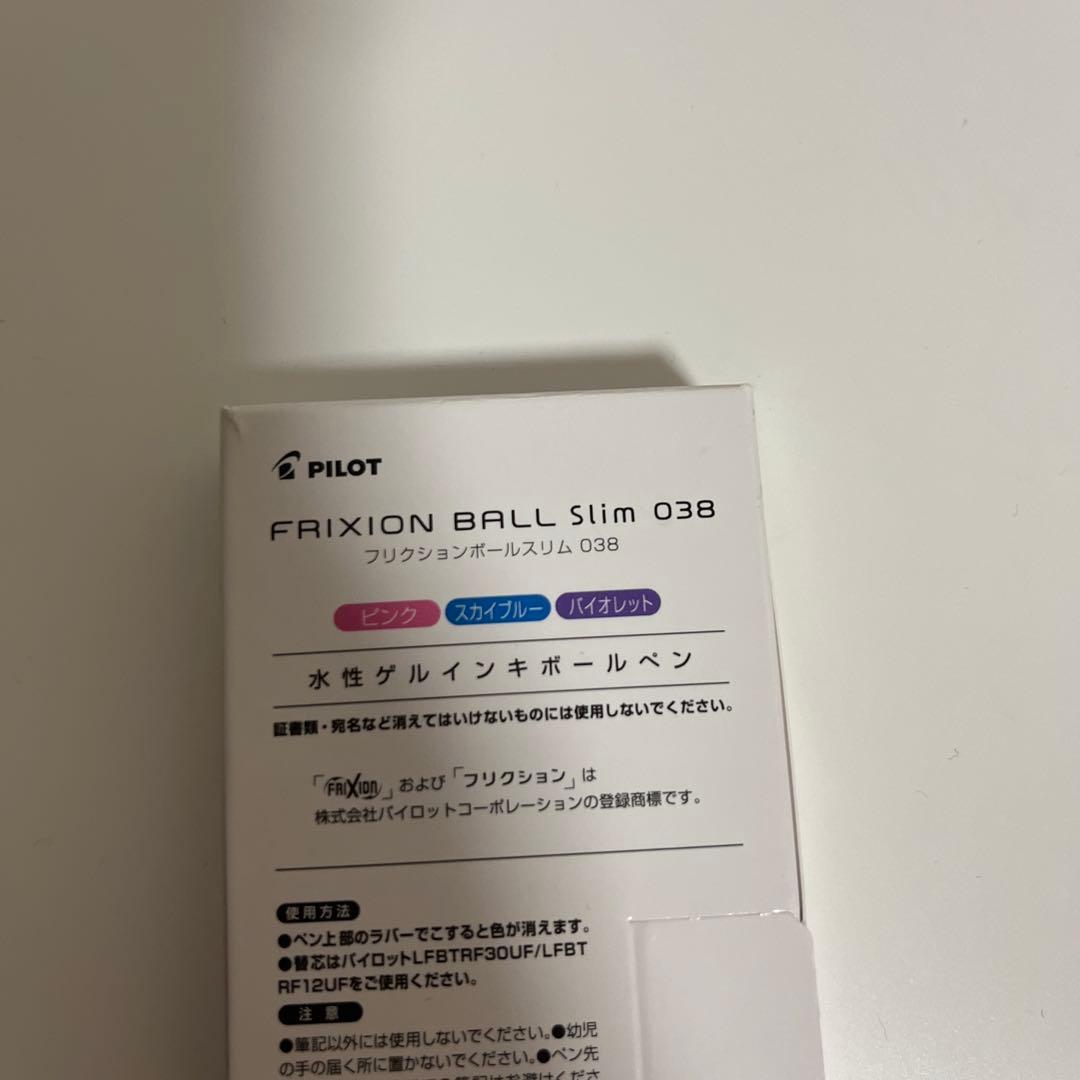 PILOT
FRIXION BALL Slim 038
フリクションボールスリム 038
ピンク スカイブルー バイオレット
水性ゲルインキボールペン
証書類・宛名など消えてはいけないものには使用しないでください。
「FRIXION」および「フリクション」は
株式会社パイロットコーポレーションの登録商標です。
使用方法
●ペン上部のラバーでこすると色が消えます。
●替芯はパイロットLFBTRF30UF/LFBT
RF12UFをご使用ください。
注意
●筆記以外には使用しないでください。●幼児
の手の届く所に置かないでください。●ペン先